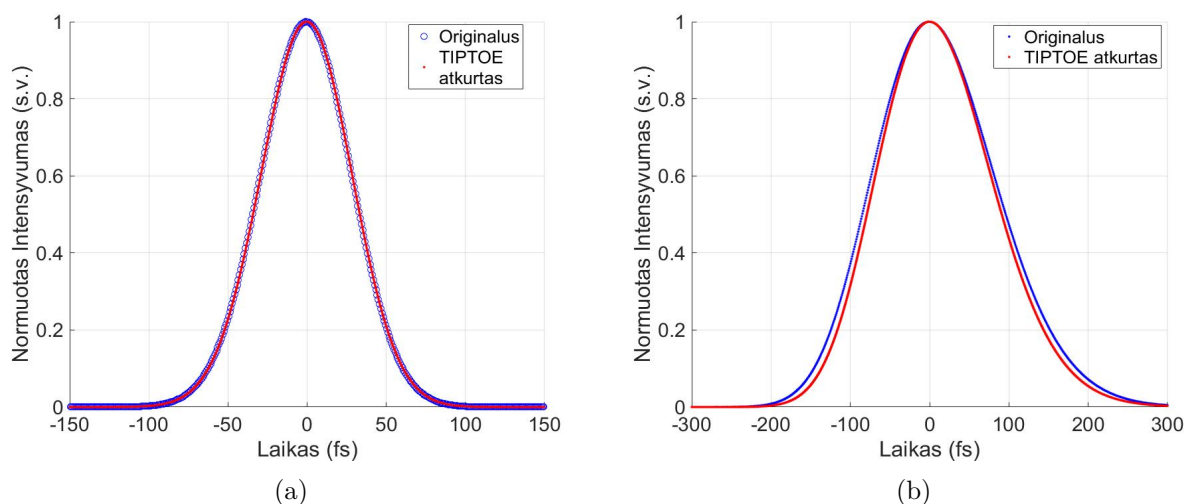 Normuotas Intensyvumas (s.v.)
1
0.8
0.6
0.4
0.2
0
-150
-100
-50
0
50
100
150
Laikas (fs)
Originalus
TIPTOE
atkurtas
(a)
Normuotas Intensyvumas (s.v.)
1
0.8
0.6
0.4
0.2
0
-300
-200
-100
0
100
200
300
Laikas (fs)
Originalus
TIPTOE atkurtas
(b)